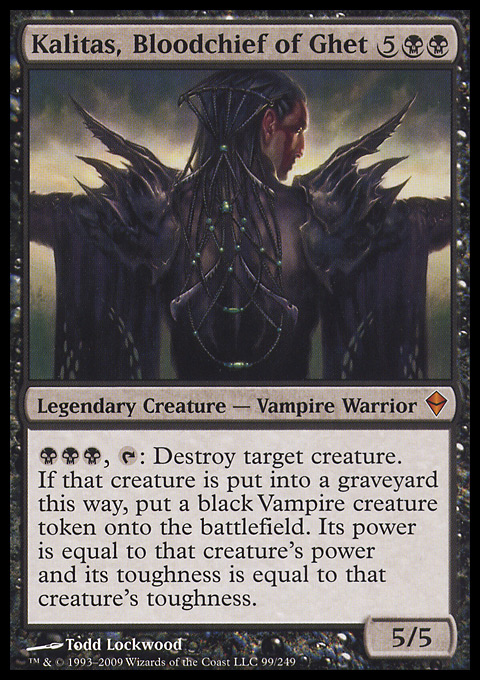 Kalitas, Bloodchief of Ghet 5
Legendary Creature — Vampire Warrior
, : Destroy target creature.
If that creature is put into a graveyard
this way, put a black Vampire creature
token onto the battlefield. Its power
is equal to that creature's power
and its toughness is equal to that
creature's toughness.
5/5
Todd Lockwood
™ & © 1993–2009 Wizards of the Coast LLC 99/249